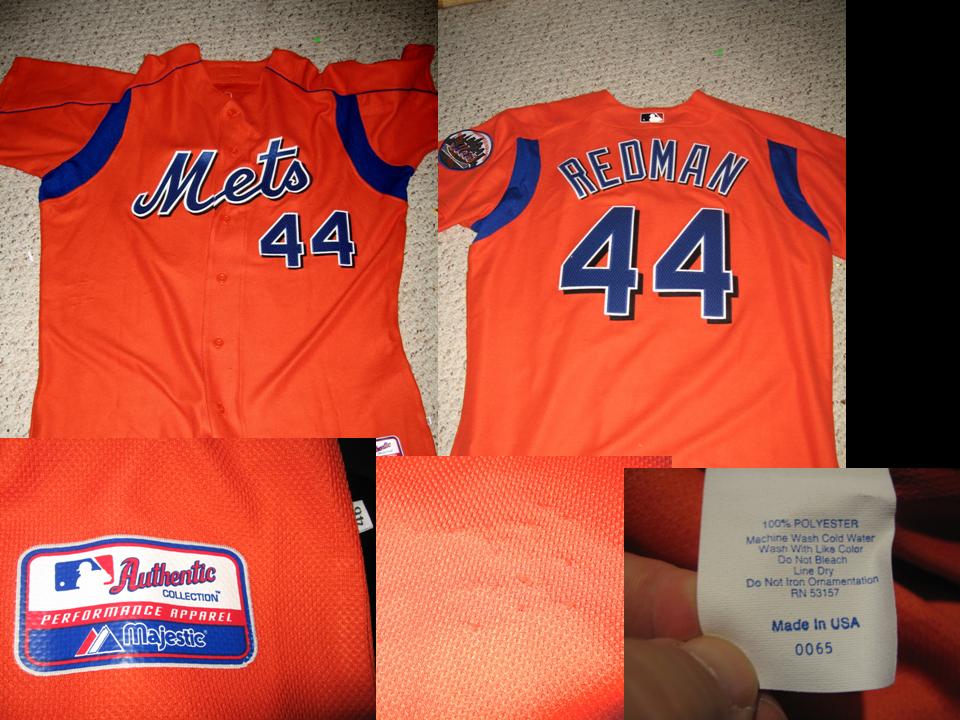 Mets
44
REDMAN
44
Authentic
COLLECTION™
PERFORMANCE APPAREL
Majestic
100% POLYESTER
Machine Wash Cold Water
Wash With Like Color
Do Not Bleach
Line Dry
Do Not Iron Ornamentation
RN 53157
Made In USA
0065